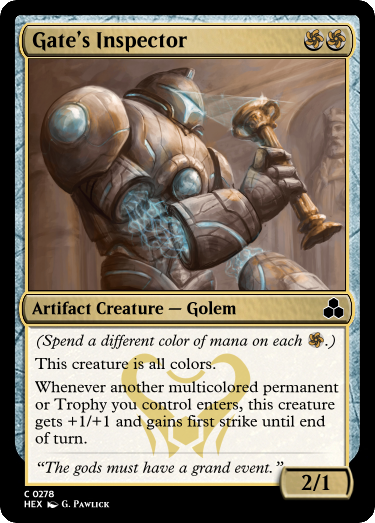 Gate's Inspector
Artifact Creature — Golem
(Spend a different color of mana on each .)
This creature is all colors.
Whenever another multicolored permanent
or Trophy you control enters, this creature
gets +1/+1 and gains first strike until end
of turn.
"The gods must have a grand event."
2/1
C 0278
HEX G. Pawlick